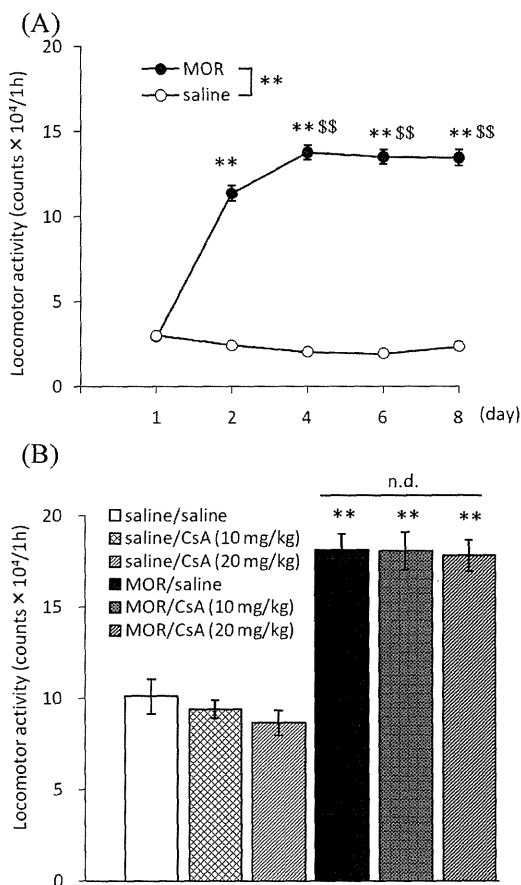 (A)
20
15
10
5
0
Locomotor activity (counts × 10⁴/1h)
MOR
saline
**
**
** $$
** $$
** $$
1 2 4 6 8 (day)
(B)
n.d.
20
15
10
5
0
Locomotor activity (counts × 10⁴/1h)
saline/saline
saline/CsA (10 mg/kg)
saline/CsA (20 mg/kg)
MOR/saline
MOR/CsA (10 mg/kg)
MOR/CsA (20 mg/kg)
** ** **